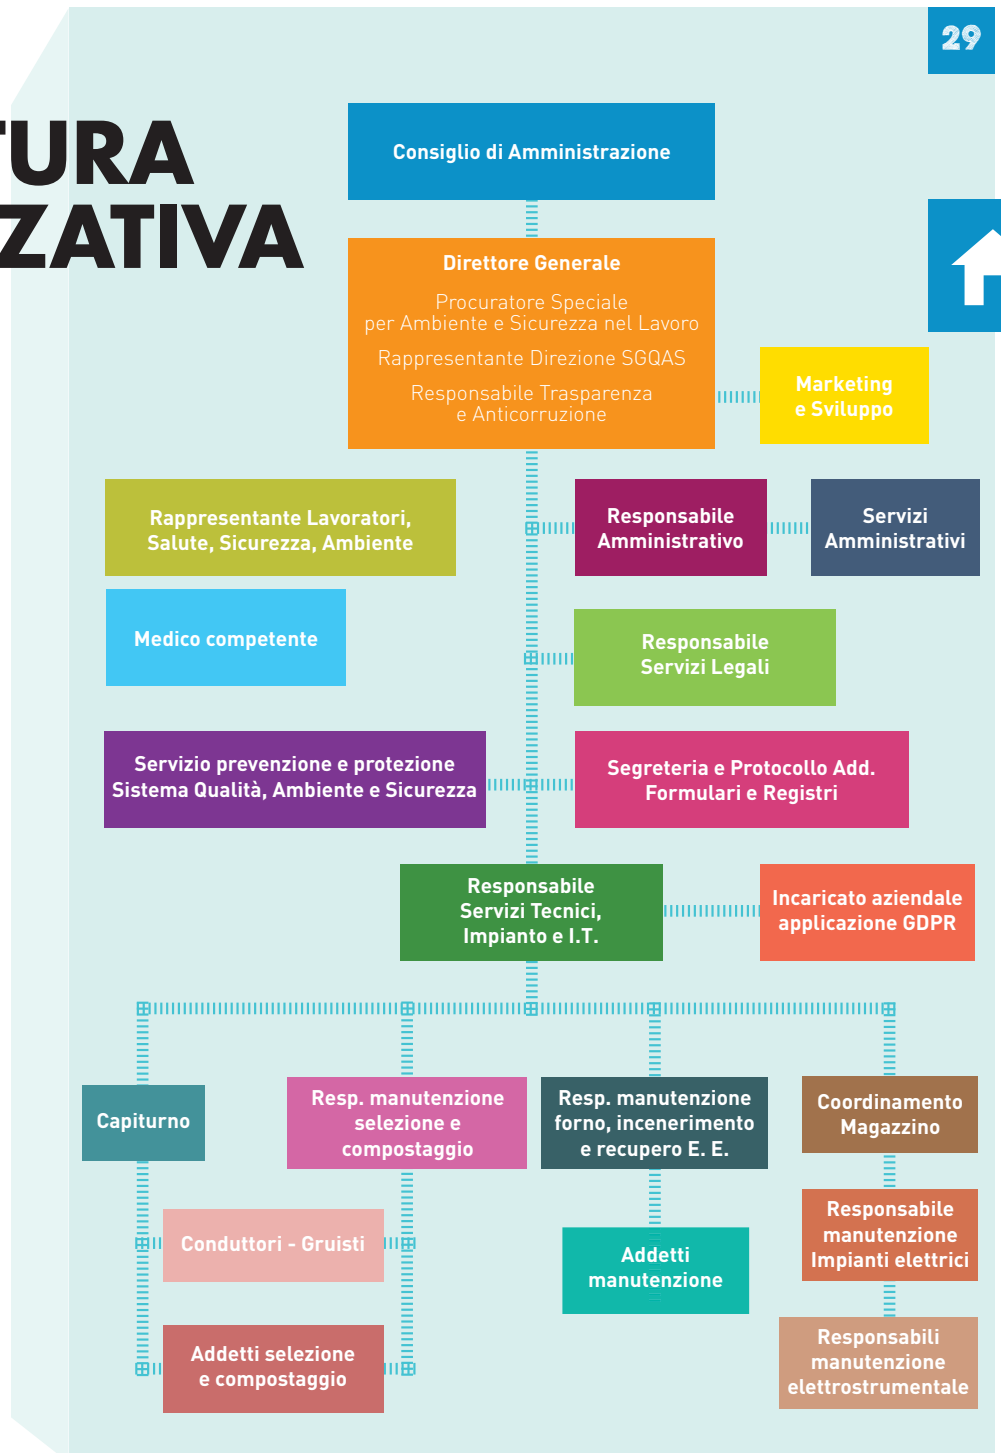 29
TURA
ZATIVA
Consiglio di Amministrazione
Direttore Generale
Procuratore Speciale
per Ambiente e Sicurezza nel Lavoro
Rappresentante Direzione SGQAS
Responsabile Trasparenza
e Anticorruzione
Marketing
e Sviluppo
Rappresentante Lavoratori,
Salute, Sicurezza, Ambiente
Responsabile
Amministrativo
Servizi
Amministrativi
Medico competente
Responsabile
Servizi Legali
Servizio prevenzione e protezione
Sistema Qualità, Ambiente e Sicurezza
Segreteria e Protocollo Add.
Formulari e Registri
Responsabile
Servizi Tecnici,
Impianto e I.T.
Incaricato aziendale
applicazione GDPR
Capiturno
Resp. manutenzione
selezione e
compostaggio
Resp. manutenzione
forno, incenerimento
e recupero E. E.
Coordinamento
Magazzino
Conduttori - Gruisti
Addetti
manutenzione
Responsabile
manutenzione
Impianti elettrici
Addetti selezione
e compostaggio
Responsabili
manutenzione
elettrostrumentale